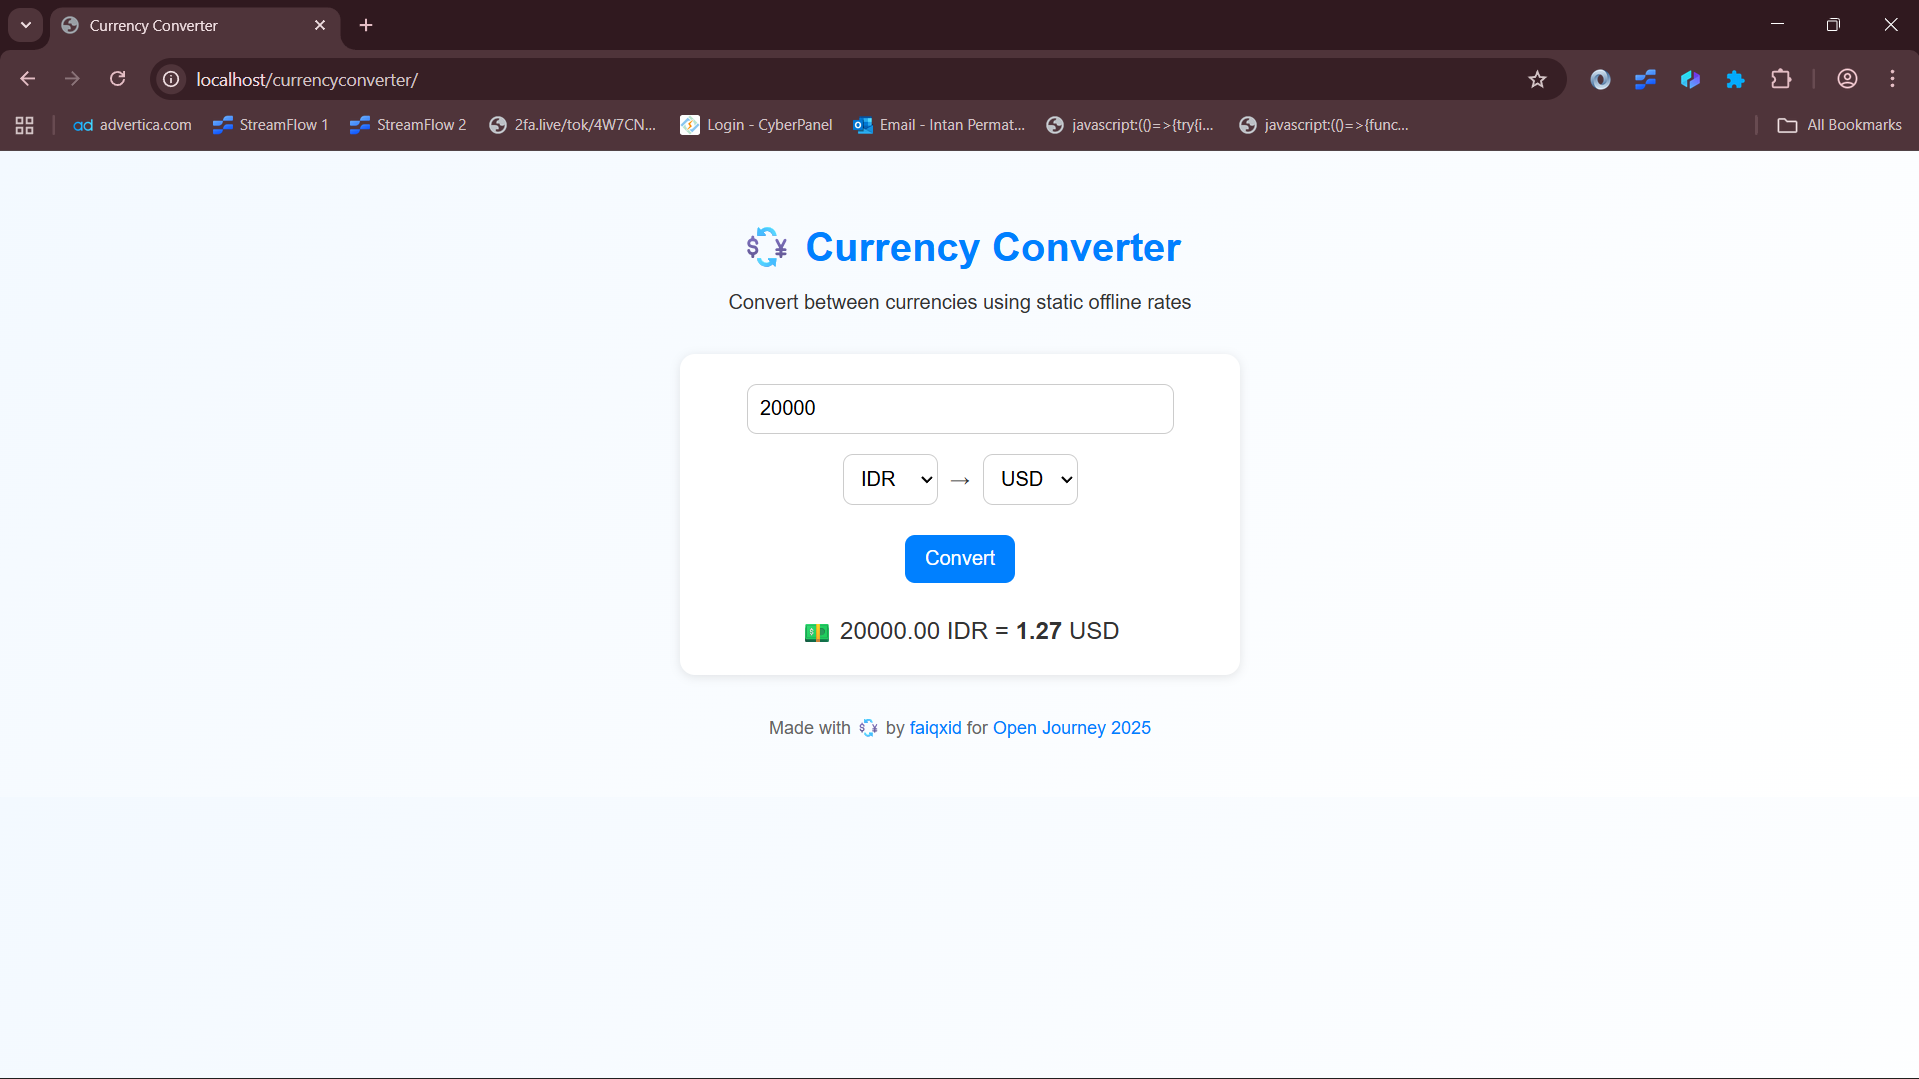 Currency Converter
localhost/currencyconverter/
ad advertica.com
StreamFlow 1
StreamFlow 2
2fa.live/tok/4W7CN...
Login - CyberPanel
Email - Intan Permat...
javascript:(()=>{try{i...
javascript:(()=>{func...
All Bookmarks
$ ¥ Currency Converter
Convert between currencies using static offline rates
20000
IDR → USD
Convert
20000.00 IDR = 1.27 USD
Made with $ ¥ by faiqxid for Open Journey 2025